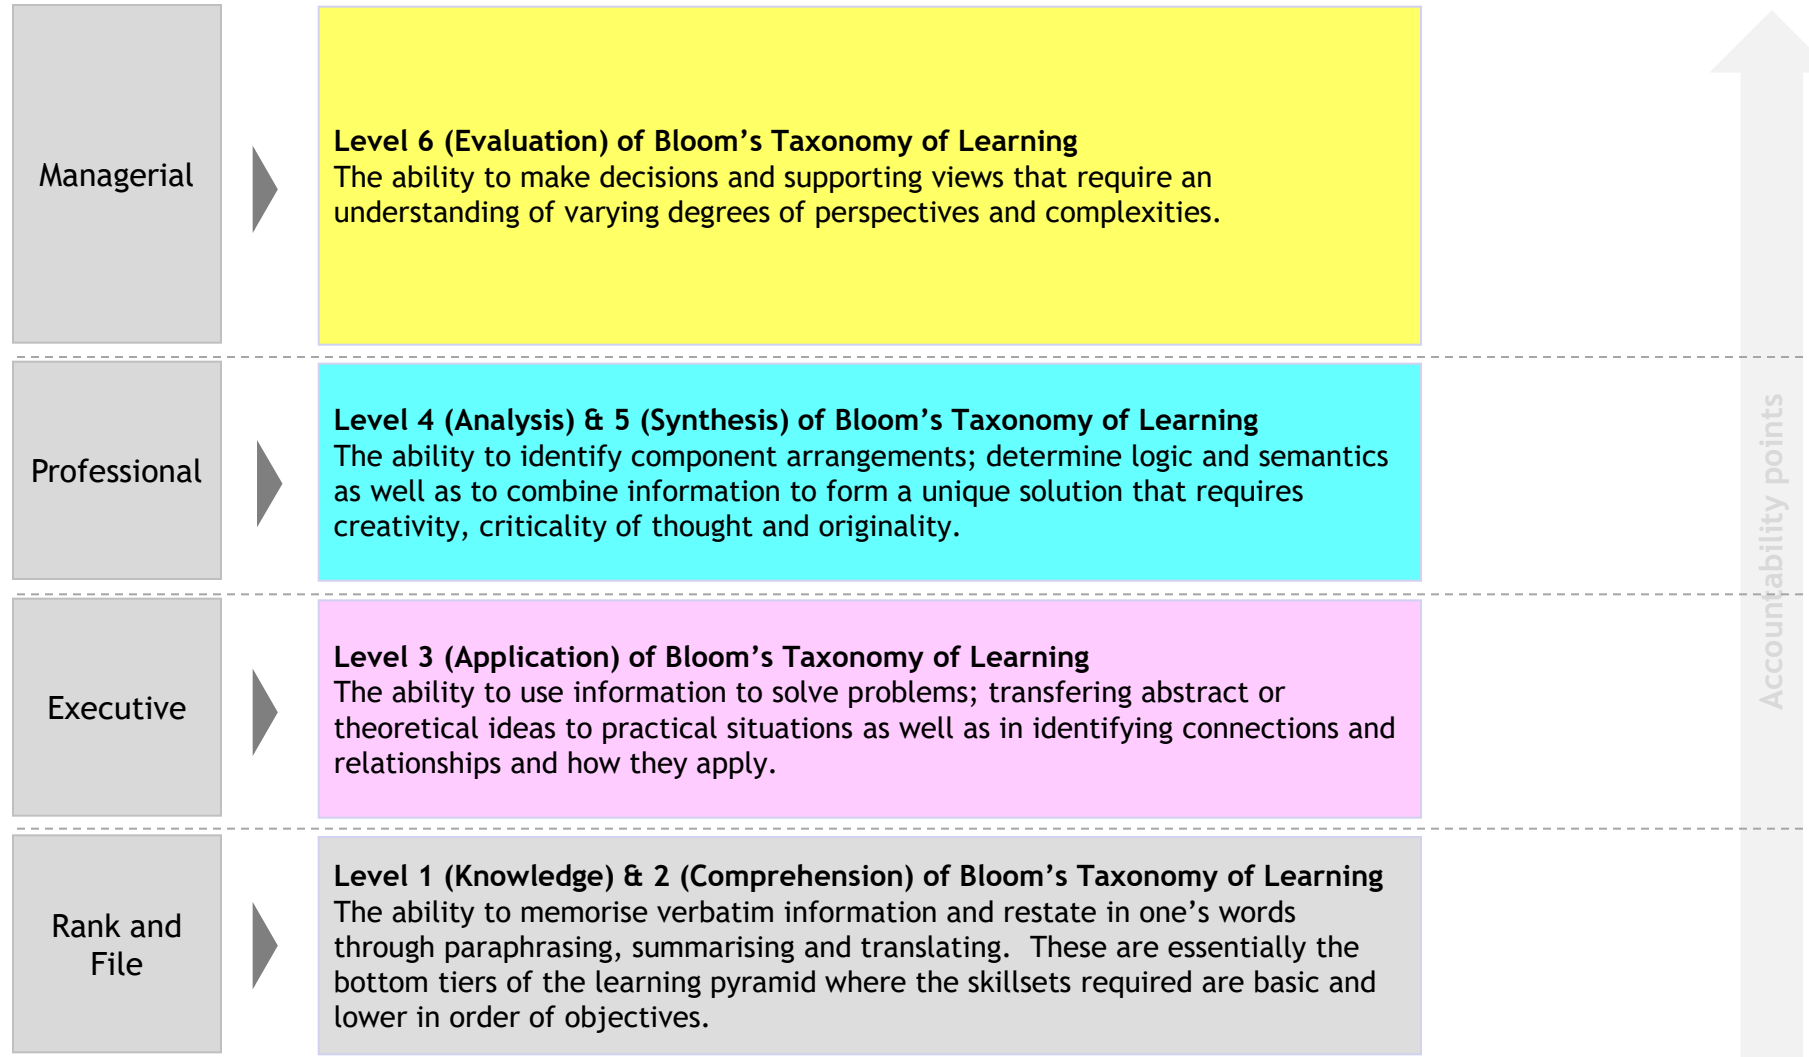 Managerial
Level 6 (Evaluation) of Bloom’s Taxonomy of Learning
The ability to make decisions and supporting views that require an
understanding of varying degrees of perspectives and complexities.
Professional
Level 4 (Analysis) & 5 (Synthesis) of Bloom’s Taxonomy of Learning
The ability to identify component arrangements; determine logic and semantics
as well as to combine information to form a unique solution that requires
creativity, criticality of thought and originality.
Executive
Level 3 (Application) of Bloom’s Taxonomy of Learning
The ability to use information to solve problems; transfering abstract or
theoretical ideas to practical situations as well as in identifying connections and
relationships and how they apply.
Rank and
File
Level 1 (Knowledge) & 2 (Comprehension) of Bloom’s Taxonomy of Learning
The ability to memorise verbatim information and restate in one’s words
through paraphrasing, summarising and translating.  These are essentially the
bottom tiers of the learning pyramid where the skillsets required are basic and
lower in order of objectives.
Accountability points